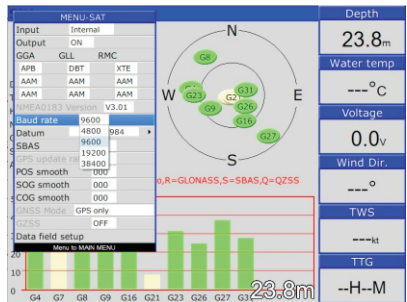 MENU-SAT
Input Internal
Output ON
GGA GLL RMC
APB DBT XTE
AAM AAM AAM
AAM AAM AAM
NMEA0183 Version V3.01
Baud rate 9600
4800
9600
19200
38400
Datum 984
SBAS
GPS update ra
POS smooth 000
SOG smooth 000
COG smooth 000
GNSS Mode GPS only
GZSS OFF
Data field setup
Menu to MAIN MENU
N
W
E
S
G8
G23
G31
G2
G9
G26
G16
G27
o,R=GLONASS,S=SBAS,Q=QZSS
20
10
0
G4 G7 G8 G9 G16 G21 G23 G26 G27 G31
23.8m
Depth
23.8m
Water temp
---°C
Voltage
0.0v
Wind Dir.
---°
TWS
---kt
TTG
--H--M